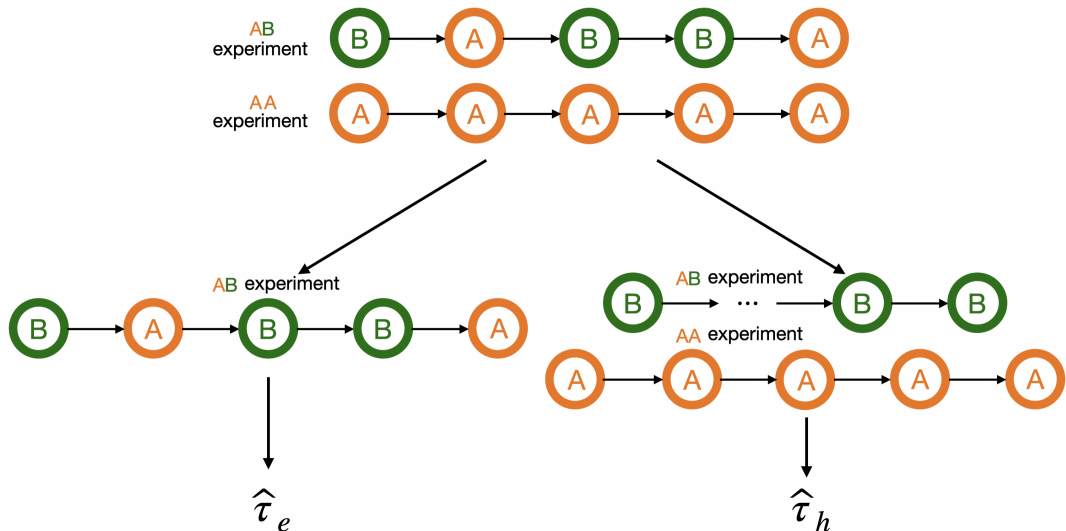 AB
experiment
B A B B A
AA
experiment
A A A A A
AB experiment
B A B B A
AB experiment
B ... B B
AA experiment
A A A A A
τ̂ₑ
τ̂ₕ